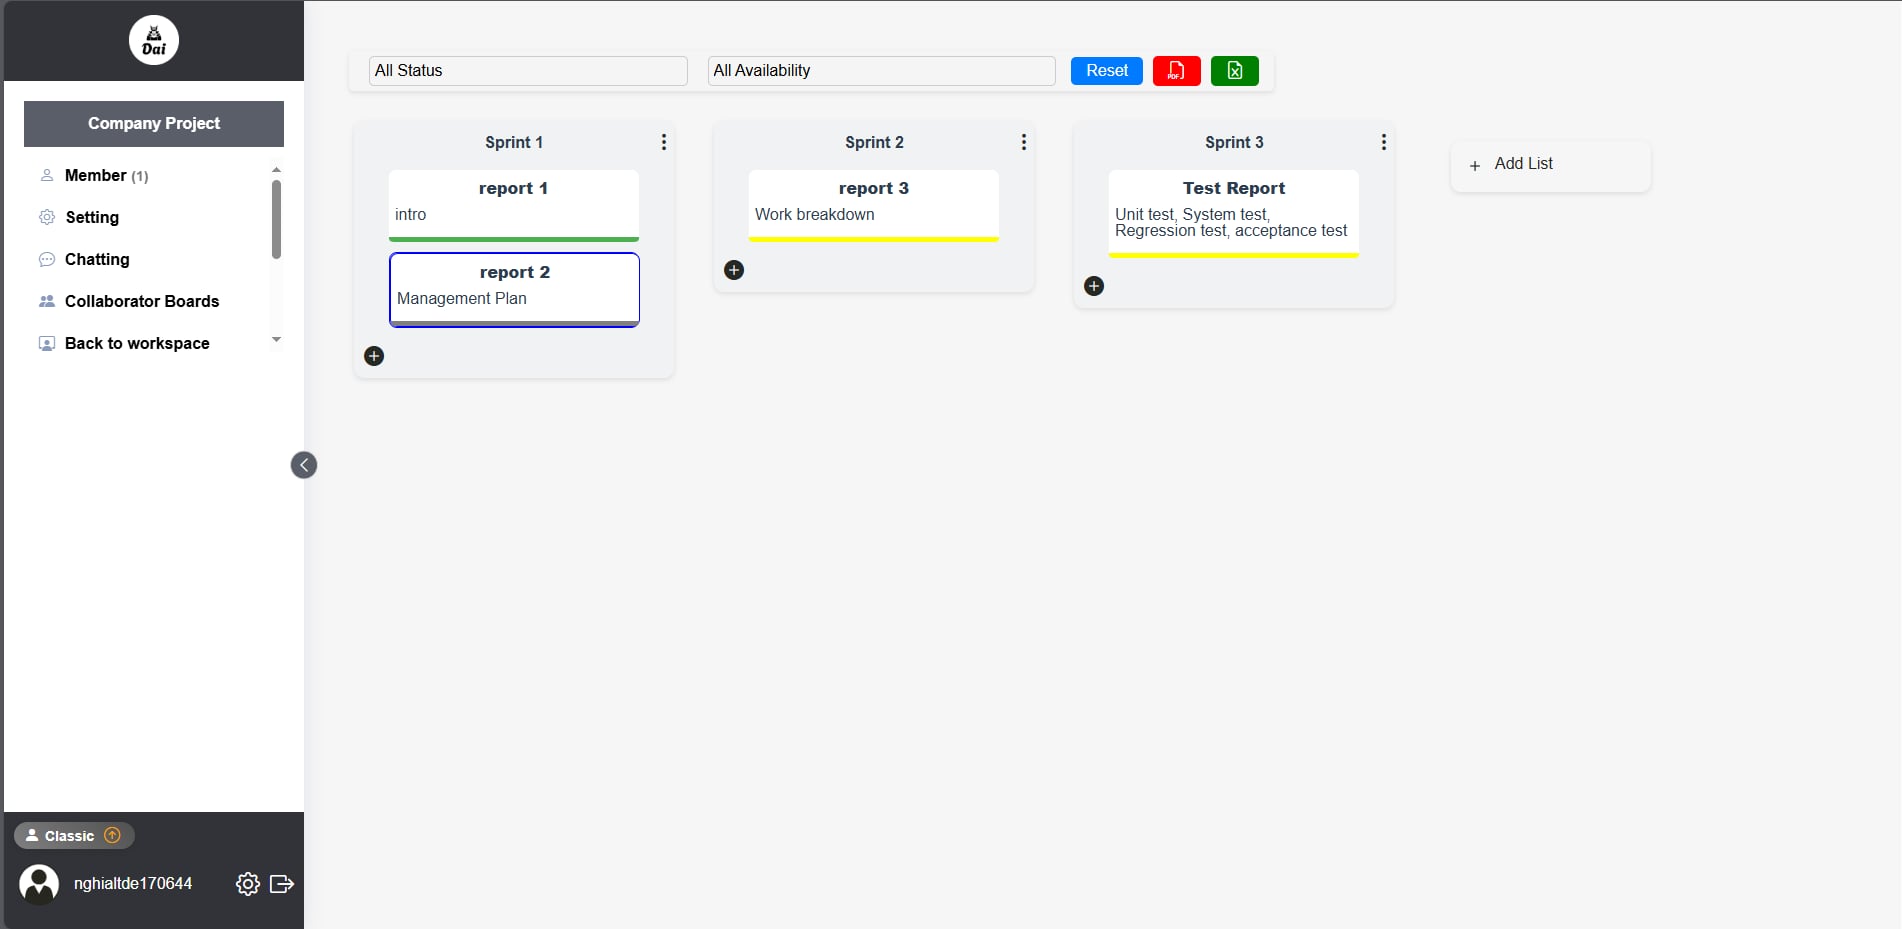 Dai
Company Project
Member (1)
Setting
Chatting
Collaborator Boards
Back to workspace
Classic
nghialtde170644
All Status
All Availability
Reset
PDF
X
Sprint 1
report 1
intro
report 2
Management Plan
Sprint 2
report 3
Work breakdown
Sprint 3
Test Report
Unit test, System test,
Regression test, acceptance test
+ Add List